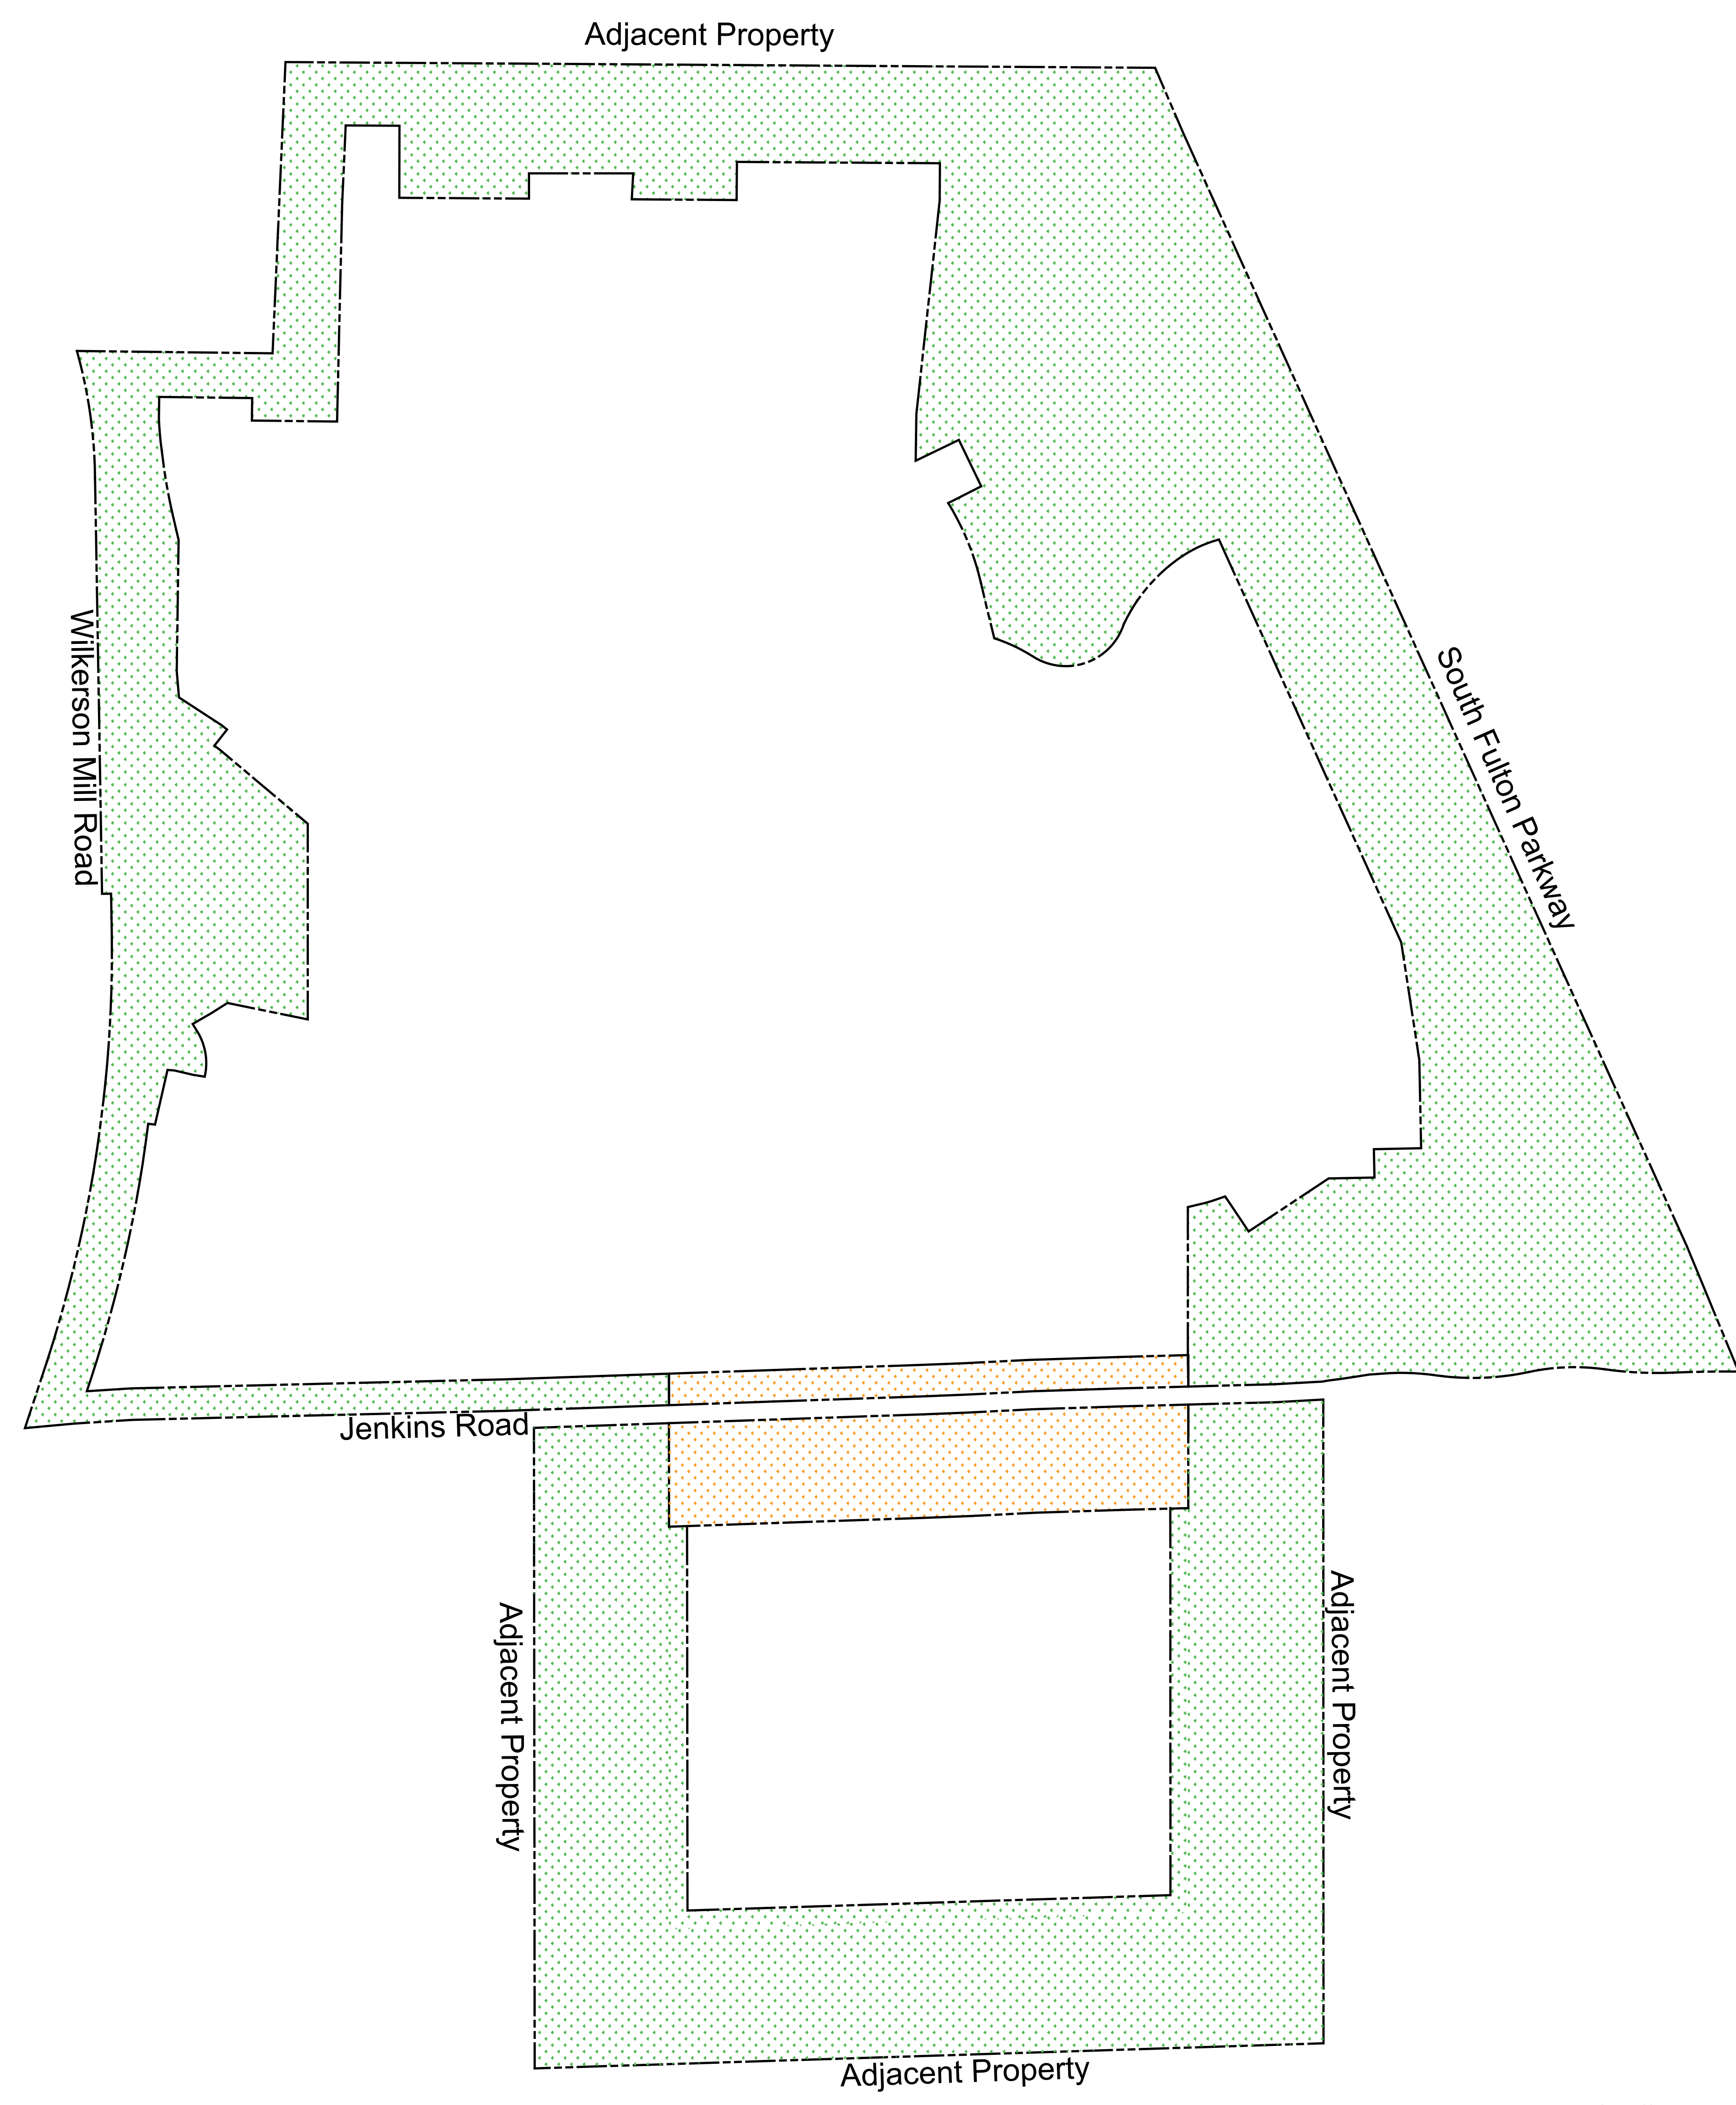 Adjacent Property
Wilkerson Mill Road
South Fulton Parkway
Jenkins Road
Adjacent Property
Adjacent Property
Adjacent Property